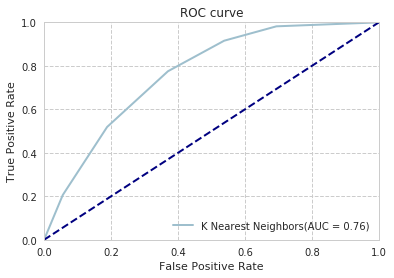 ROC curve
1.0
0.8
0.6
0.4
0.2
0.0
True Positive Rate
K Nearest Neighbors(AUC = 0.76)
0.0 0.2 0.4 0.6 0.8 1.0
False Positive Rate